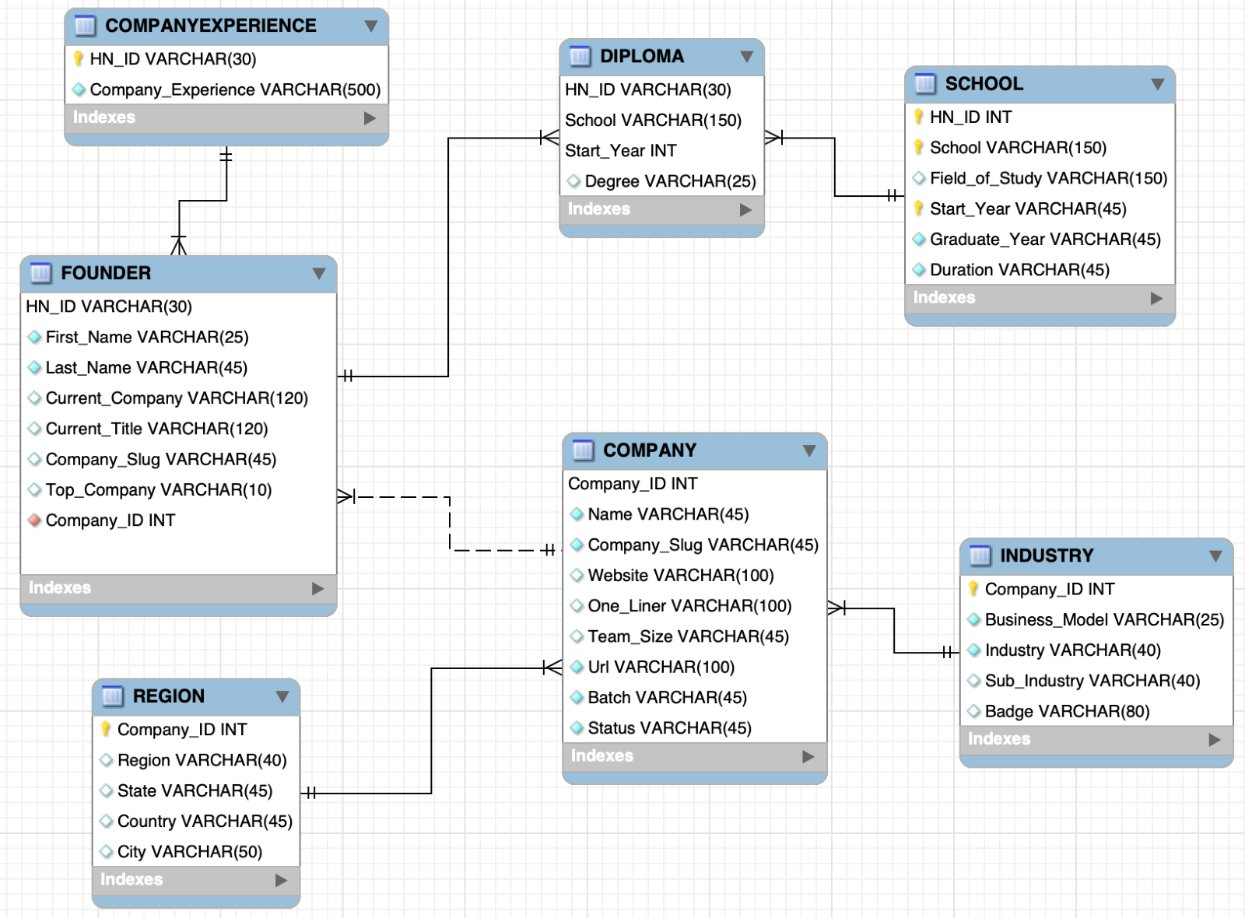 COMPANYEXPERIENCE
HN_ID VARCHAR(30)
Company_Experience VARCHAR(500)
Indexes
DIPLOMA
HN_ID VARCHAR(30)
School VARCHAR(150)
Start_Year INT
Degree VARCHAR(25)
Indexes
SCHOOL
HN_ID INT
School VARCHAR(150)
Field_of_Study VARCHAR(150)
Start_Year VARCHAR(45)
Graduate_Year VARCHAR(45)
Duration VARCHAR(45)
Indexes
FOUNDER
HN_ID VARCHAR(30)
First_Name VARCHAR(25)
Last_Name VARCHAR(45)
Current_Company VARCHAR(120)
Current_Title VARCHAR(120)
Company_Slug VARCHAR(45)
Top_Company VARCHAR(10)
Company_ID INT
Indexes
COMPANY
Company_ID INT
Name VARCHAR(45)
Company_Slug VARCHAR(45)
Website VARCHAR(100)
One_Liner VARCHAR(100)
Team_Size VARCHAR(45)
Url VARCHAR(100)
Batch VARCHAR(45)
Status VARCHAR(45)
Indexes
INDUSTRY
Company_ID INT
Business_Model VARCHAR(25)
Industry VARCHAR(40)
Sub_Industry VARCHAR(40)
Badge VARCHAR(80)
Indexes
REGION
Company_ID INT
Region VARCHAR(40)
State VARCHAR(45)
Country VARCHAR(45)
City VARCHAR(50)
Indexes